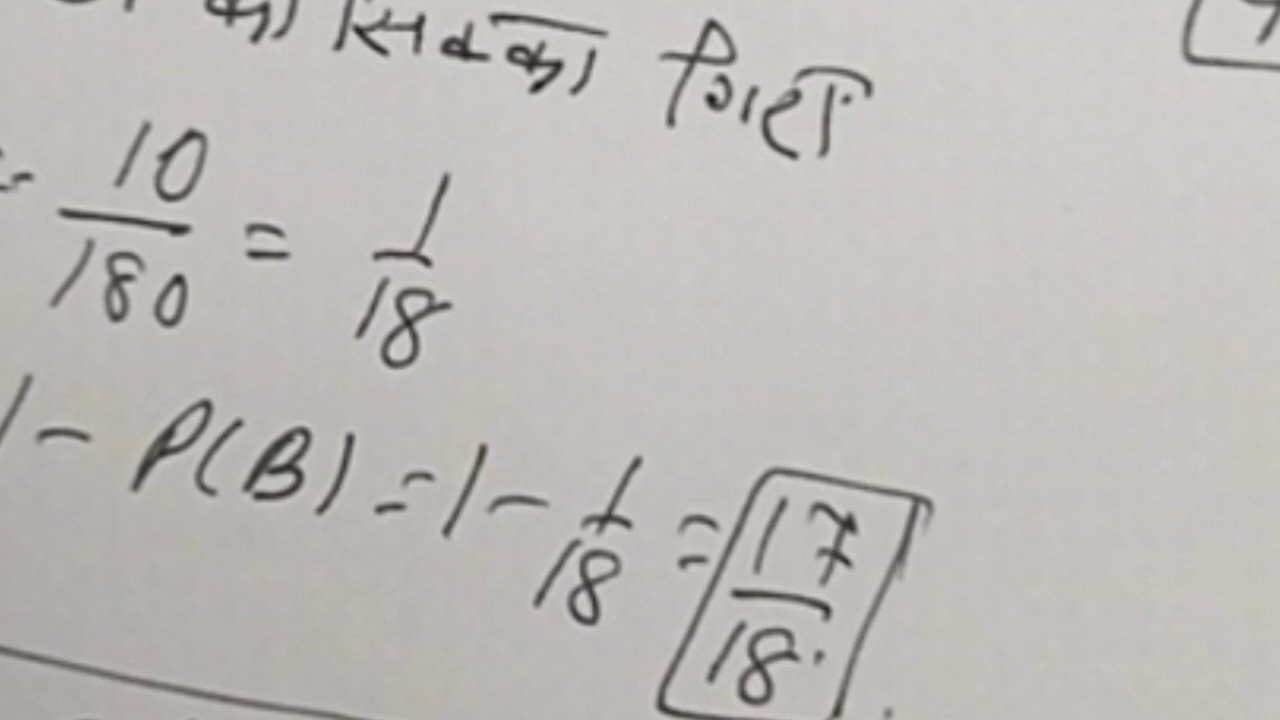 का सिक्का गिरा
= 10/180 = 1/18
1 - P(B) = 1 - 1/18 = 17/18.